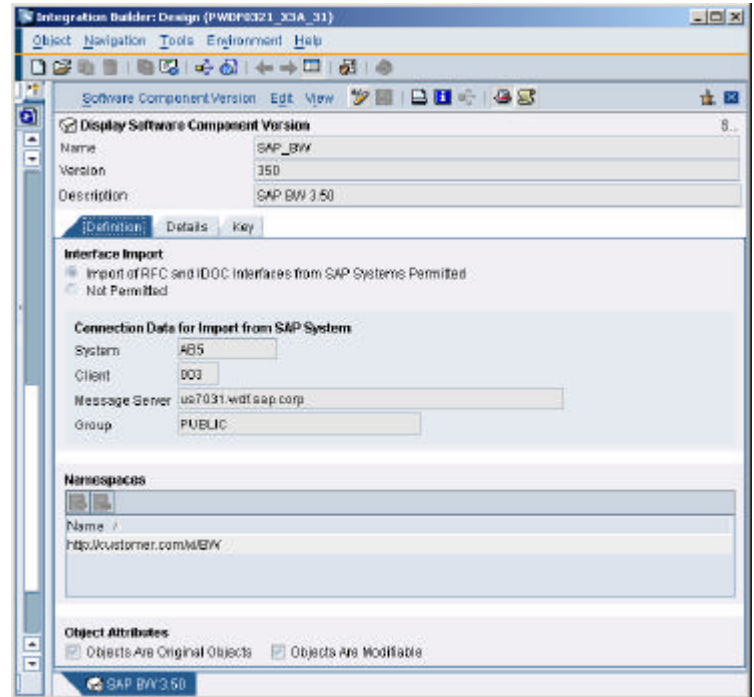 Integration Builder: Design (PWDF0321_X3A_31)
Object Navigation Tools Environment Help
Software Component Version Edit View
Display Software Component Version
Name SAP_BW
Version 350
Description SAP BW 3.50
Definition Details Key
Interface Import
Import of RFC and IDOC Interfaces from SAP Systems Permitted
Not Permitted
Connection Data for Import from SAP System
System AB5
Client 003
Message Server us7031.wdf.sap.corp
Group PUBLIC
Namespaces
Name /
http://customer.com/xi/BW
Object Attributes
Objects Are Original Objects Objects Are Modifiable
SAP BW 3.50